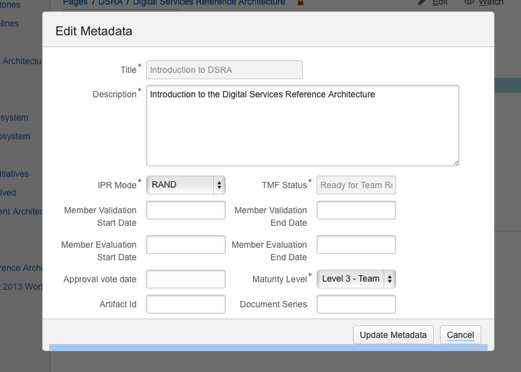 Pages / DSRA / Digital Services Reference Architecture
Edit
Watch
Edit Metadata
Title*
Introduction to DSRA
Description*
Introduction to the Digital Services Reference Architecture
IPR Mode*
RAND
TMF Status*
Ready for Team Re
Member Validation
Start Date
Member Validation
End Date
Member Evaluation
Start Date
Member Evaluation
End Date
Approval vote date
Maturity Level*
Level 3 - Team
Artifact Id
Document Series
Update Metadata
Cancel
tones
lines
Architectu
system
osystem
itiatives
lved
ent Architec
rence Archi
2013 Wor